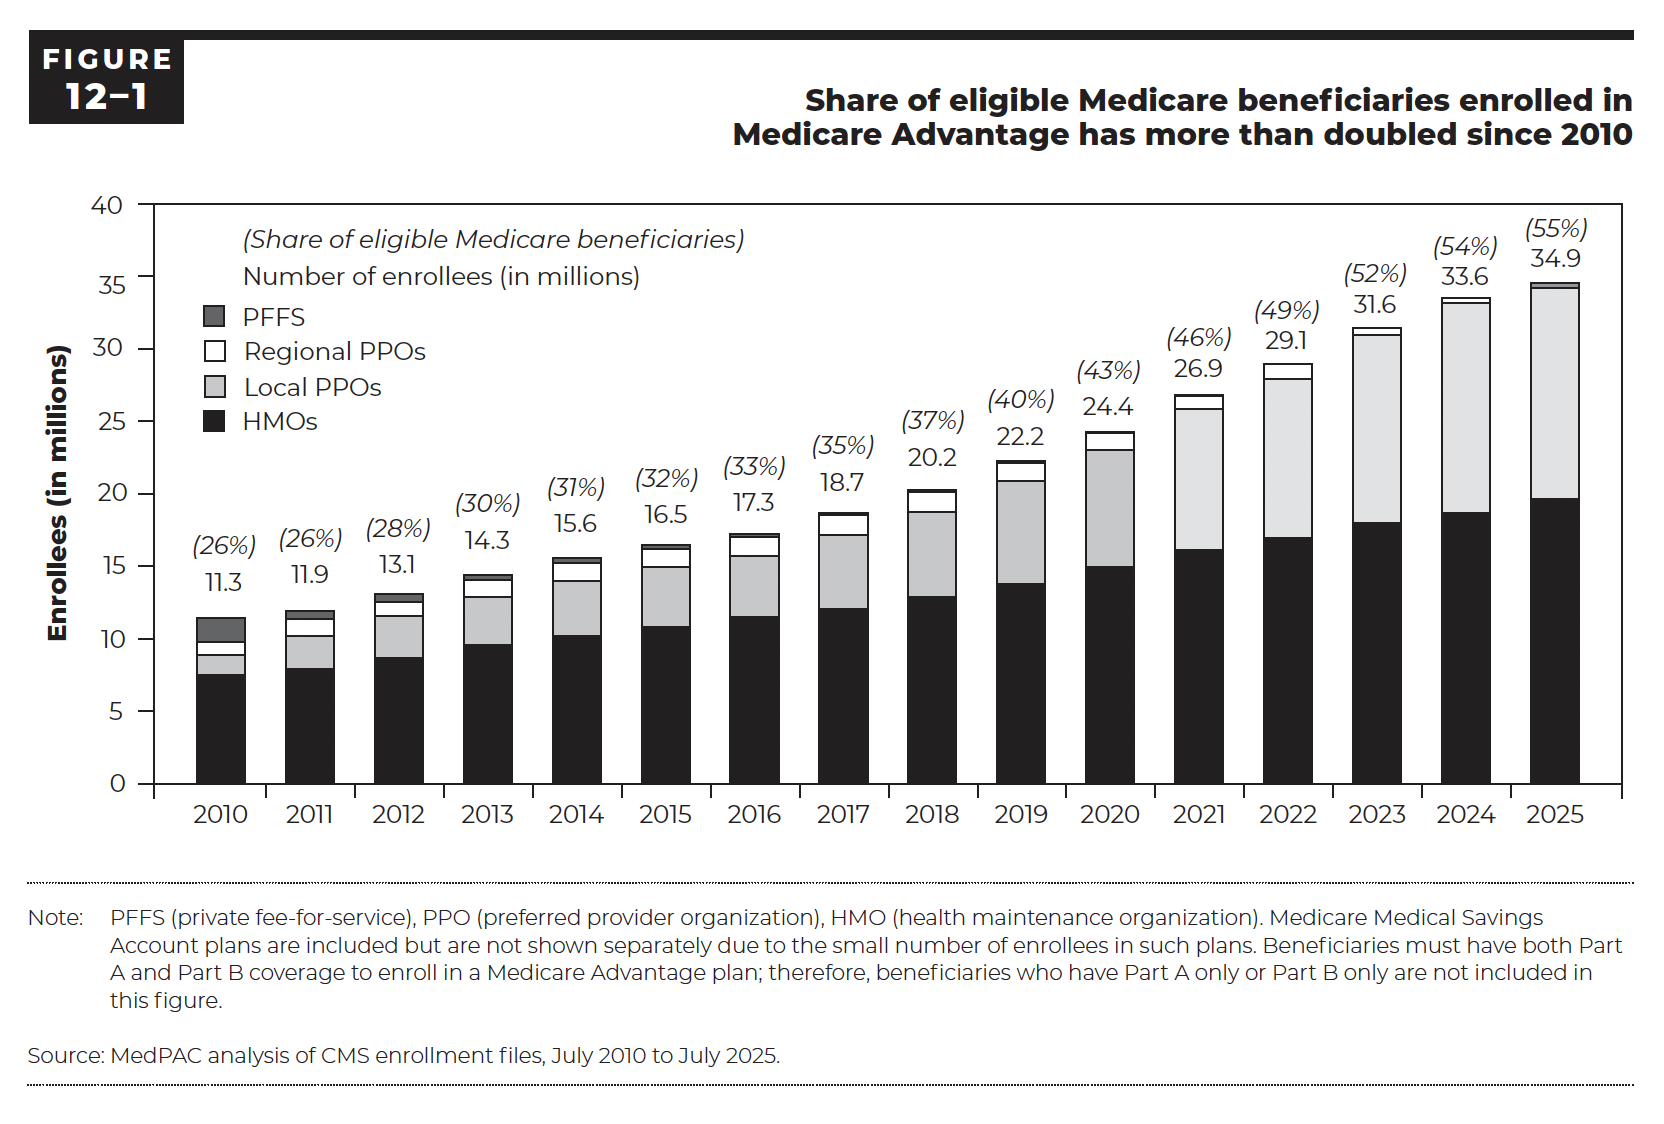 FIGURE
12–1
Share of eligible Medicare beneficiaries enrolled in
Medicare Advantage has more than doubled since 2010
Enrollees (in millions)
40
35
30
25
20
15
10
5
0
(Share of eligible Medicare beneficiaries)
Number of enrollees (in millions)
PFFS
Regional PPOs
Local PPOs
HMOs
(26%)
11.3
(26%)
11.9
(28%)
13.1
(30%)
14.3
(31%)
15.6
(32%)
16.5
(33%)
17.3
(35%)
18.7
(37%)
20.2
(40%)
22.2
(43%)
24.4
(46%)
26.9
(49%)
29.1
(52%)
31.6
(54%)
33.6
(55%)
34.9
2010 2011 2012 2013 2014 2015 2016 2017 2018 2019 2020 2021 2022 2023 2024 2025
Note: PFFS (private fee-for-service), PPO (preferred provider organization), HMO (health maintenance organization). Medicare Medical Savings
Account plans are included but are not shown separately due to the small number of enrollees in such plans. Beneficiaries must have both Part
A and Part B coverage to enroll in a Medicare Advantage plan; therefore, beneficiaries who have Part A only or Part B only are not included in
this figure.
Source: MedPAC analysis of CMS enrollment files, July 2010 to July 2025.